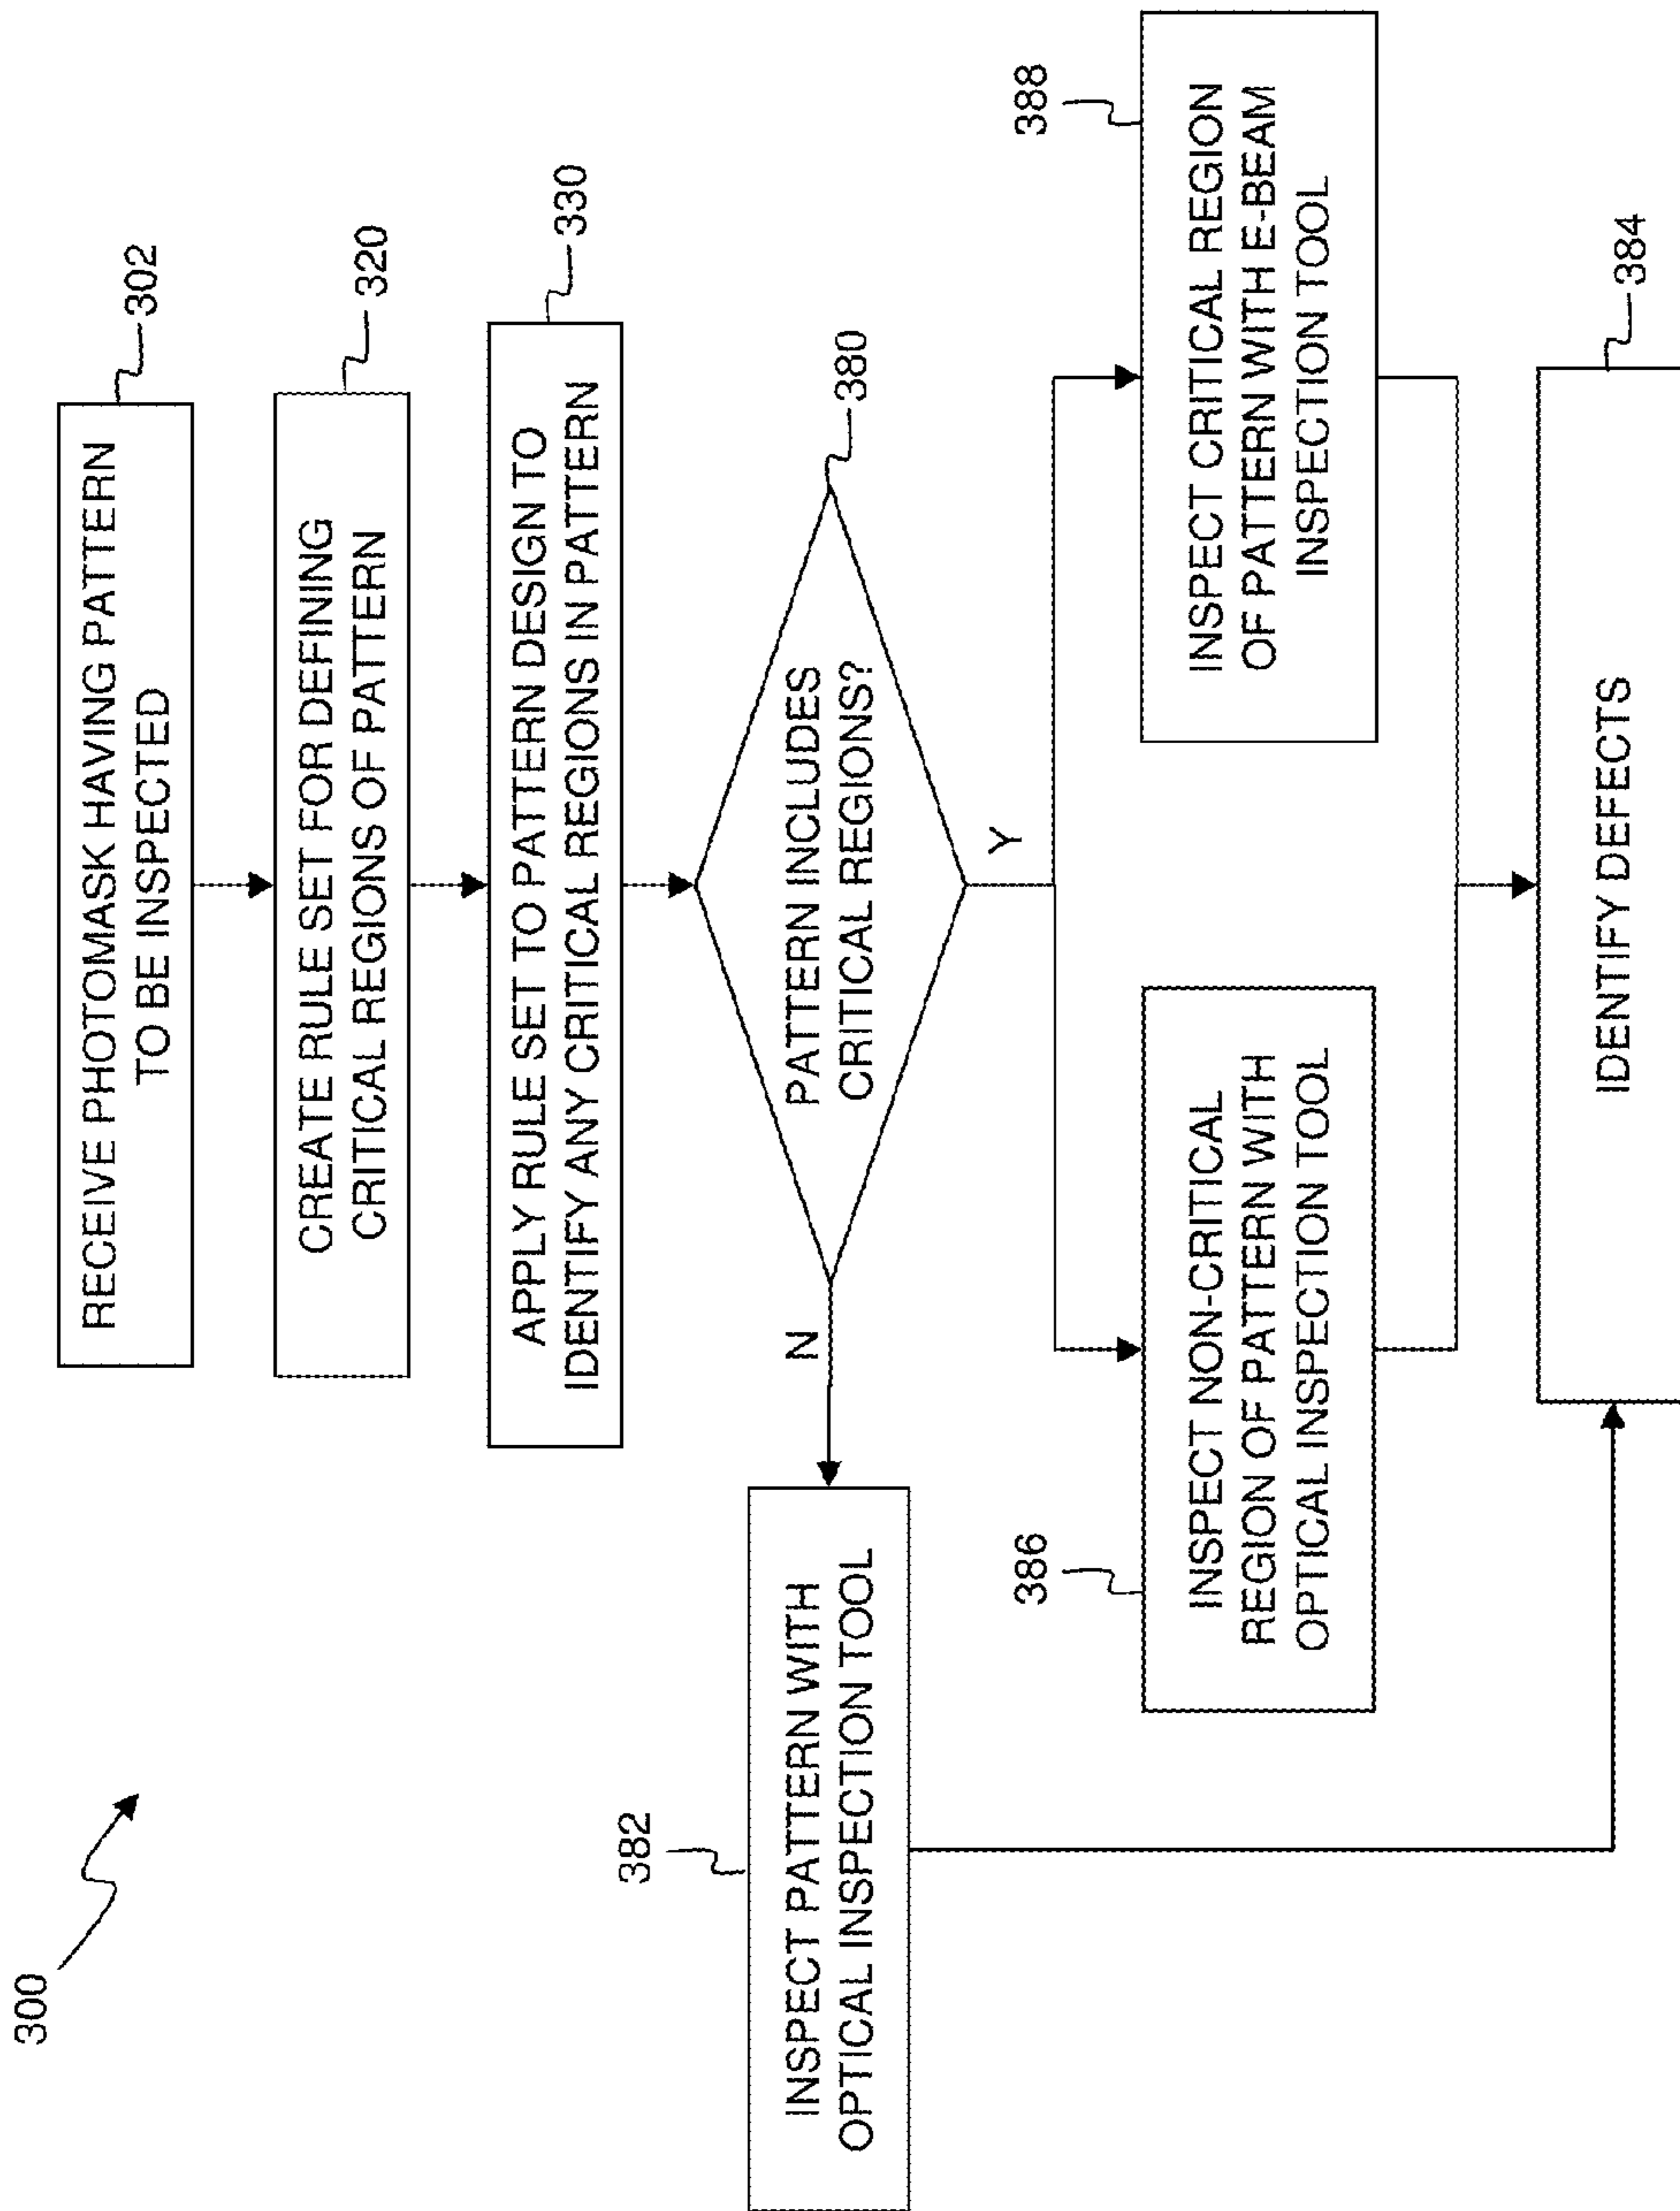 300
RECEIVE PHOTOMASK HAVING PATTERN
TO BE INSPECTED
302
CREATE RULE SET FOR DEFINING
CRITICAL REGIONS OF PATTERN
320
APPLY RULE SET TO PATTERN DESIGN TO
IDENTIFY ANY CRITICAL REGIONS IN PATTERN
330
PATTERN INCLUDES
CRITICAL REGIONS?
380
N
Y
382
INSPECT PATTERN WITH
OPTICAL INSPECTION TOOL
386
INSPECT NON-CRITICAL
REGION OF PATTERN WITH
OPTICAL INSPECTION TOOL
388
INSPECT CRITICAL REGION
OF PATTERN WITH E-BEAM
INSPECTION TOOL
IDENTIFY DEFECTS
384